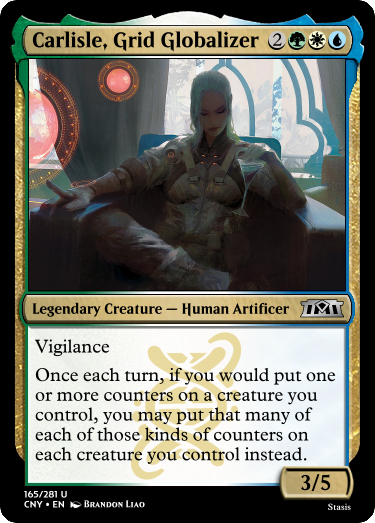 Carlisle, Grid Globalizer 2
Legendary Creature — Human Artificer
Vigilance
Once each turn, if you would put one
or more counters on a creature you
control, you may put that many of
each of those kinds of counters on
each creature you control instead.
3/5
165/281 U
CNY • EN Brandon Liao
Stasis